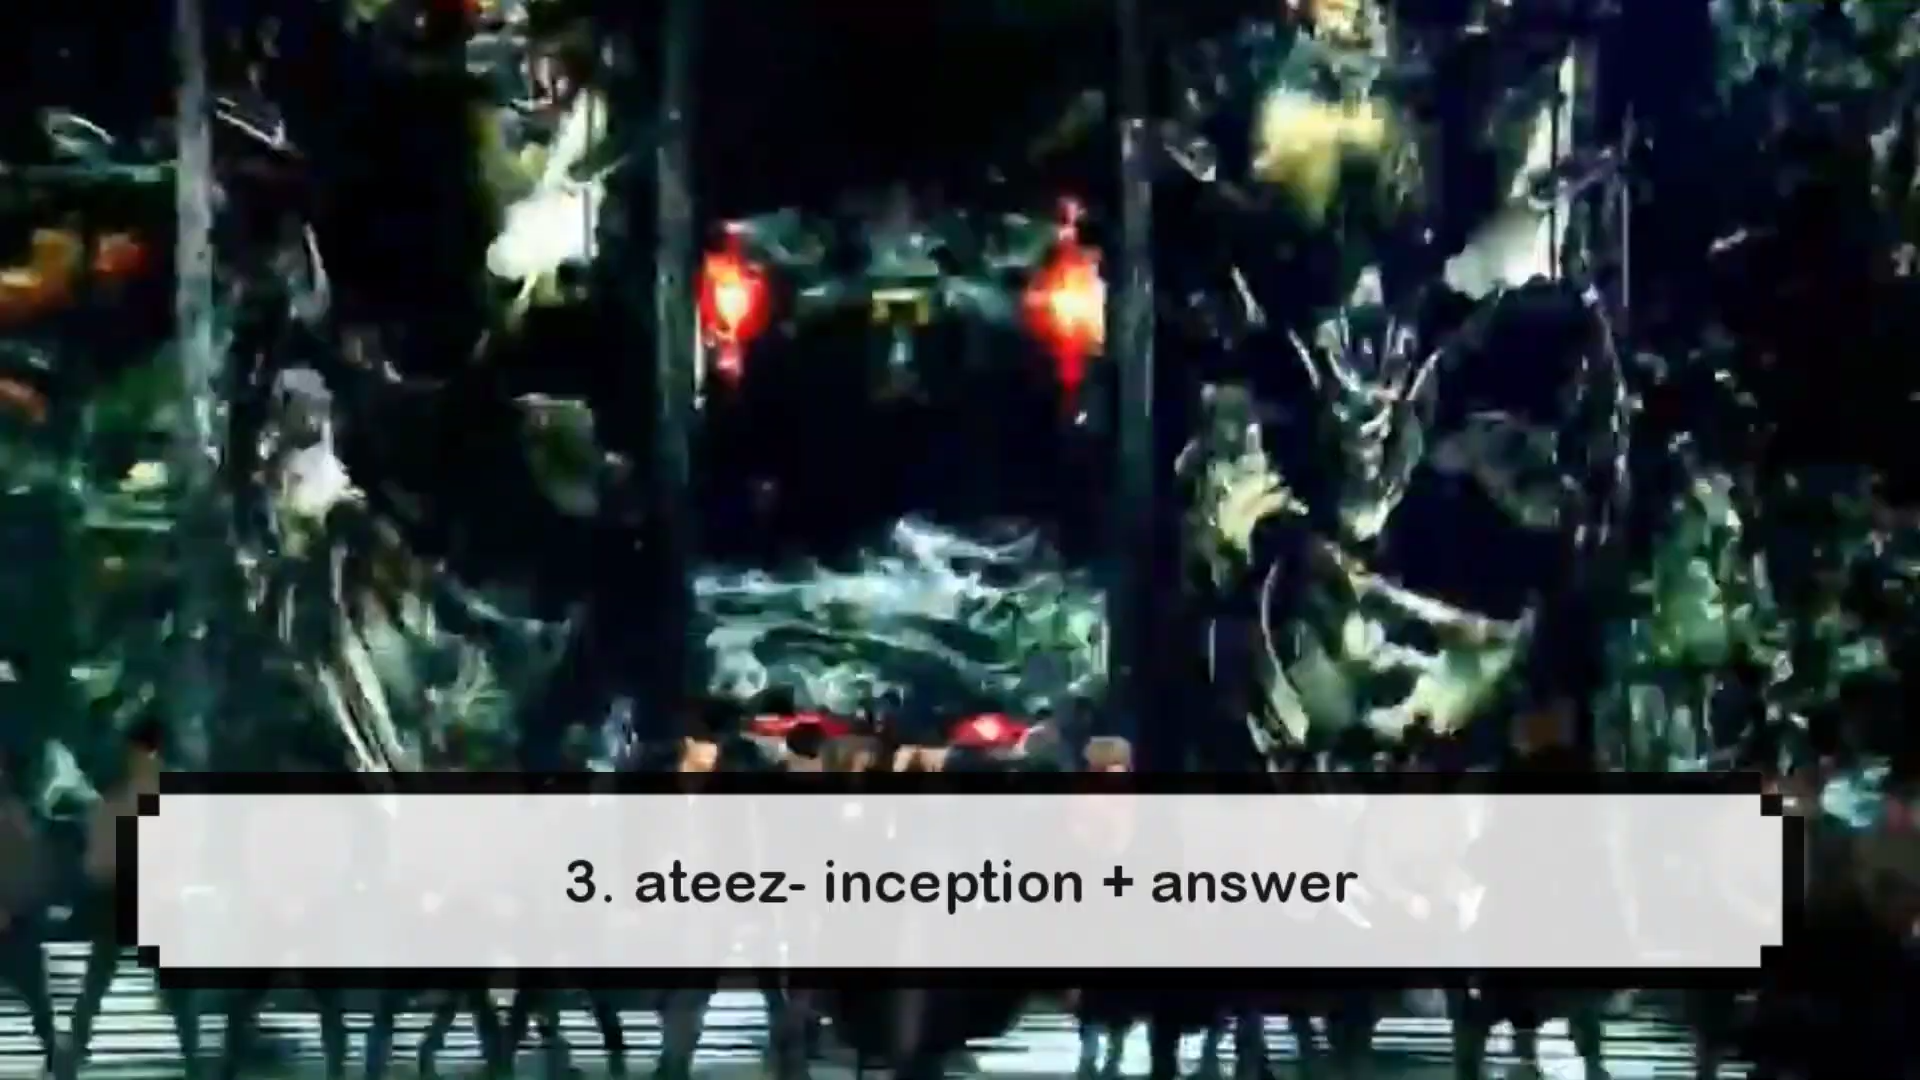 3. ateez- inception + answer